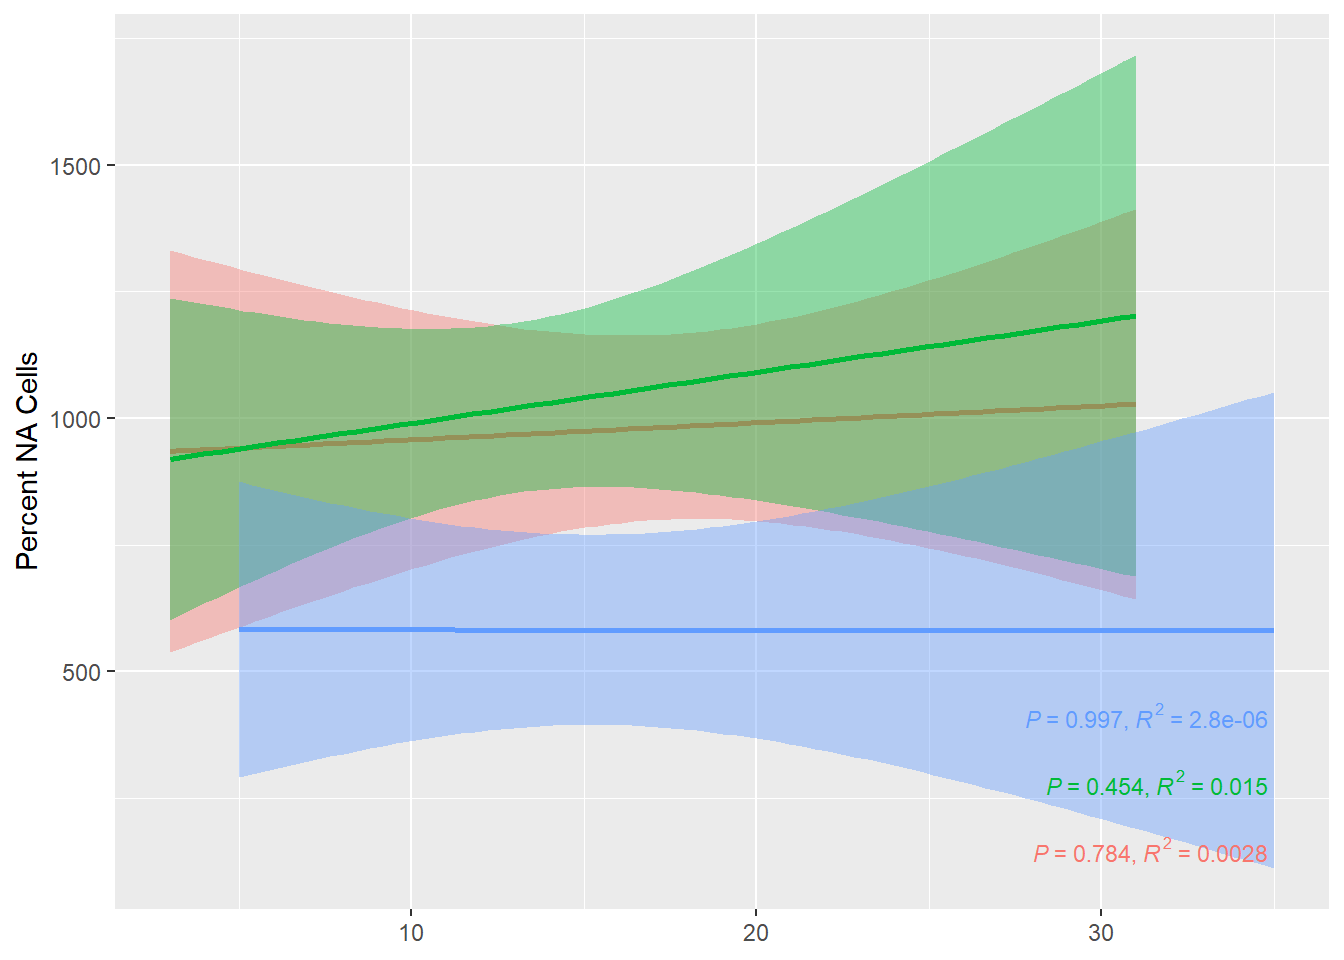 1500
1000
500
Percent NA Cells
P = 0.997, R² = 2.8e-06
P = 0.454, R² = 0.015
P = 0.784, R² = 0.0028
10 20 30